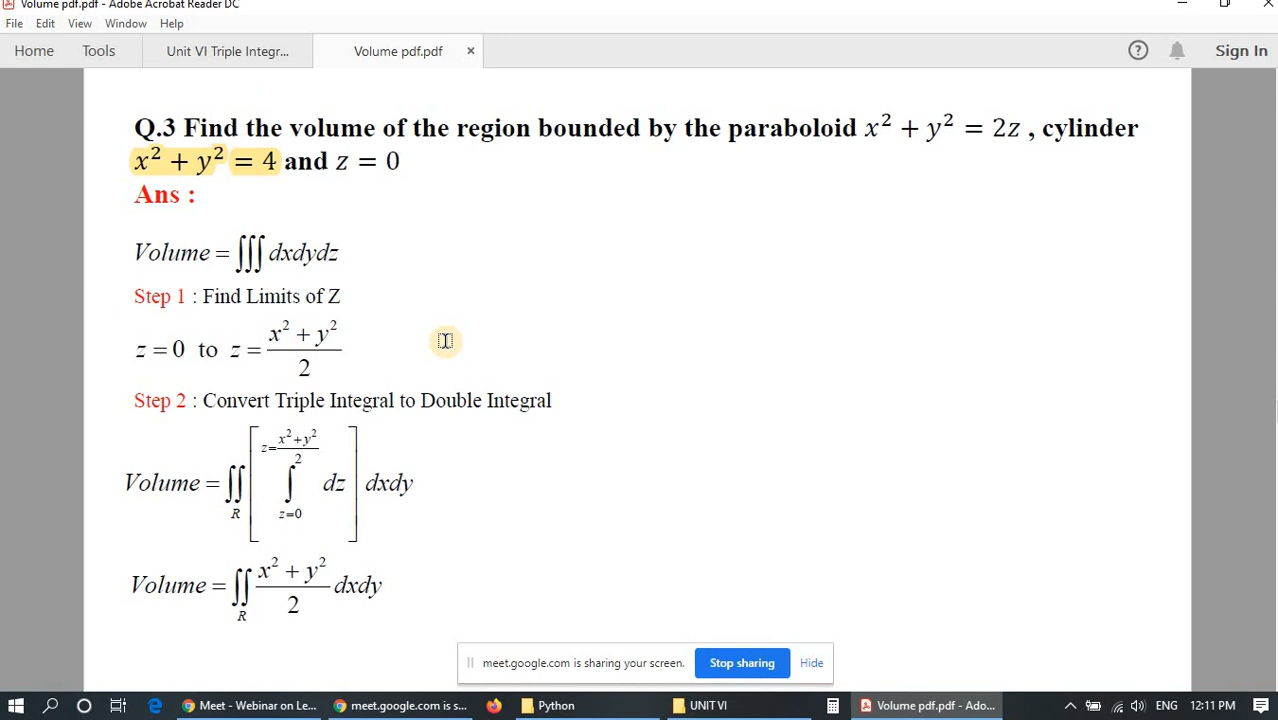 Volume pdf.pdf - Adobe Acrobat Reader DC
File Edit View Window Help
Home Tools Unit VI Triple Integr... Volume pdf.pdf × ? Sign In
Q.3 Find the volume of the region bounded by the paraboloid x² + y² = 2z , cylinder
x² + y² = 4 and z = 0
Ans :
Volume = ∭ dxdydz
Step 1 : Find Limits of Z
z = 0 to z = (x² + y²)/2
Step 2 : Convert Triple Integral to Double Integral
Volume = ∬_R [ ∫_{z=0}^{z=(x²+y²)/2} dz ] dxdy
Volume = ∬_R (x² + y²)/2 dxdy
meet.google.com is sharing your screen. Stop sharing Hide
Meet - Webinar on Le... meet.google.com is s... Python UNIT VI Volume pdf.pdf - Ado... 12:11 PM